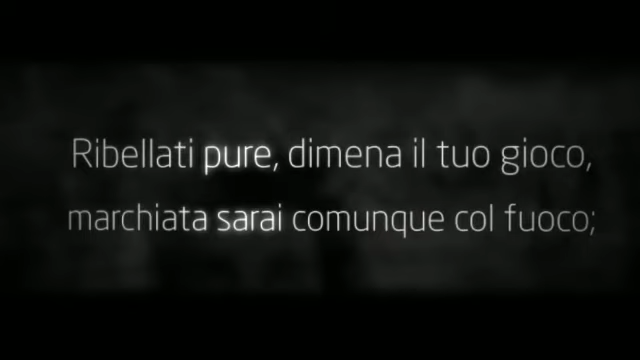 Ribellati pure, dimena il tuo gioco,
marchiata sarai comunque col fuoco;